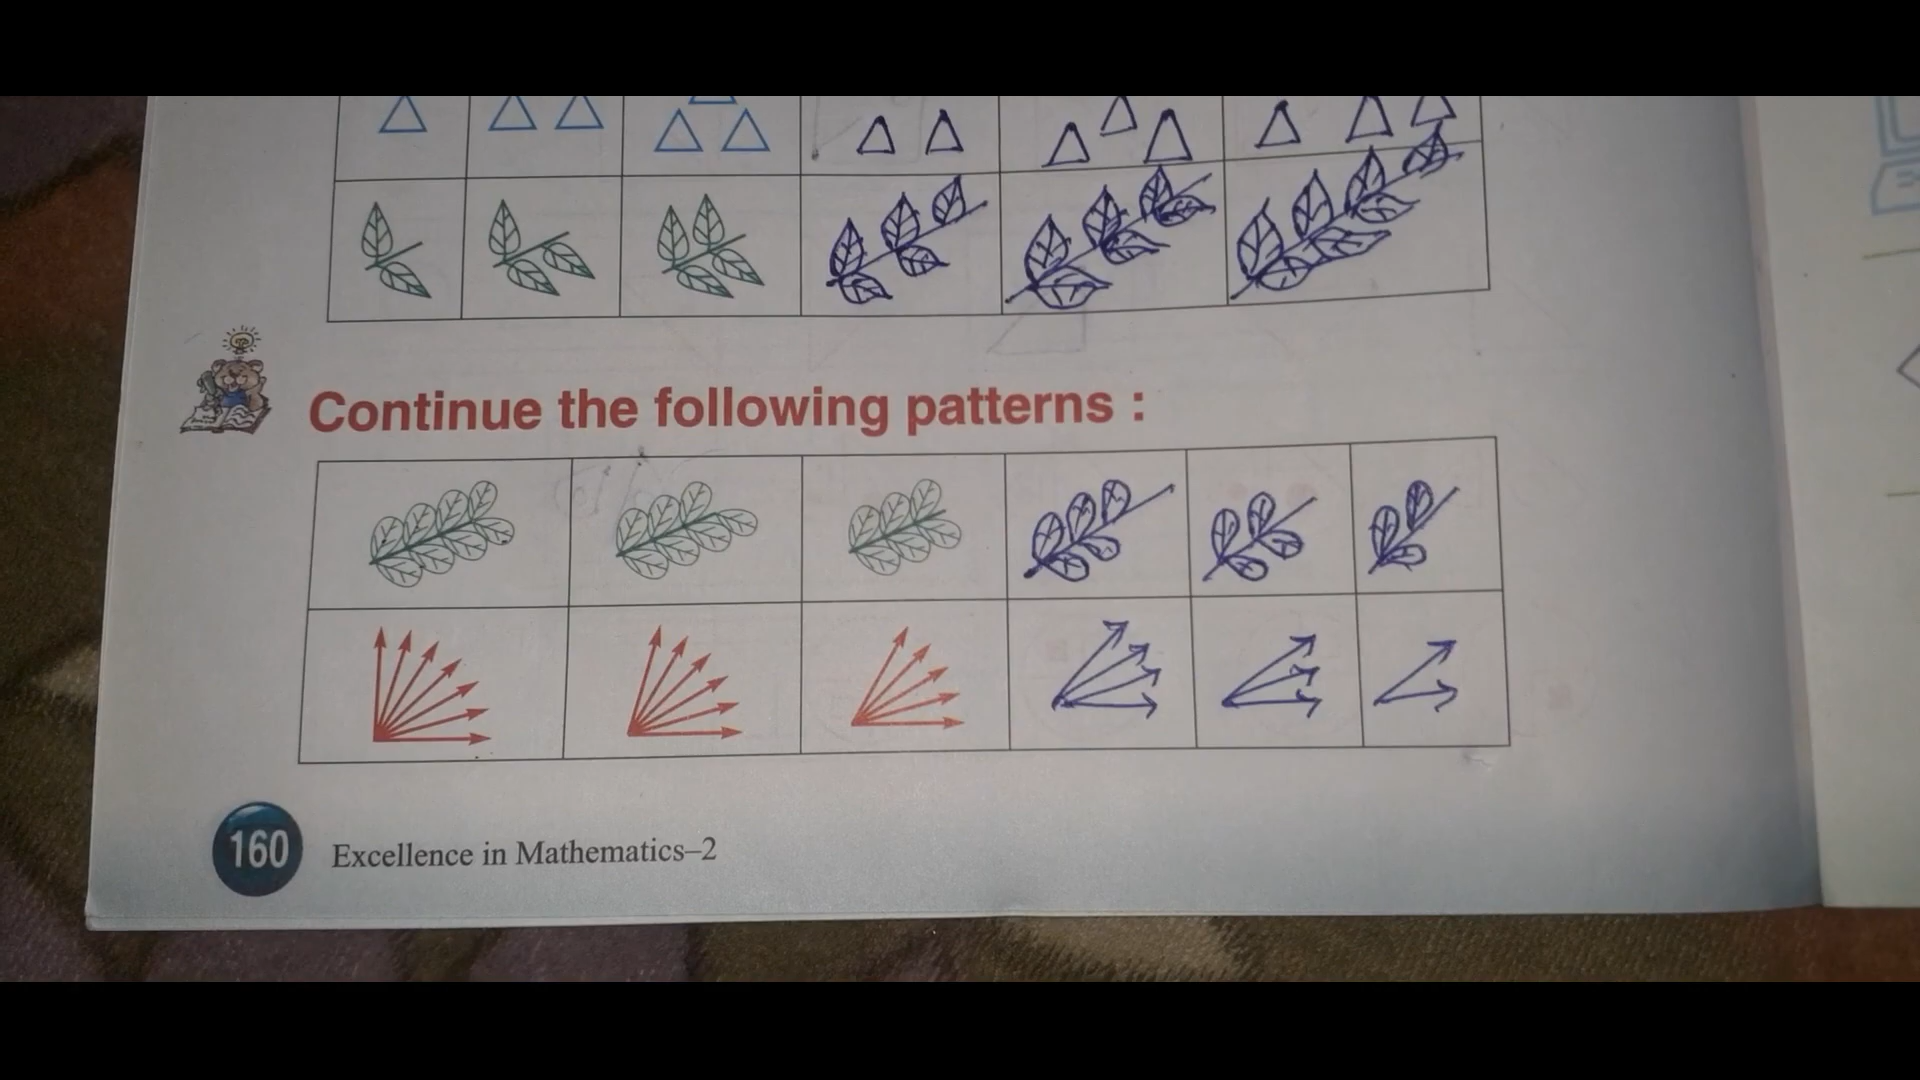 Continue the following patterns :
160
Excellence in Mathematics–2